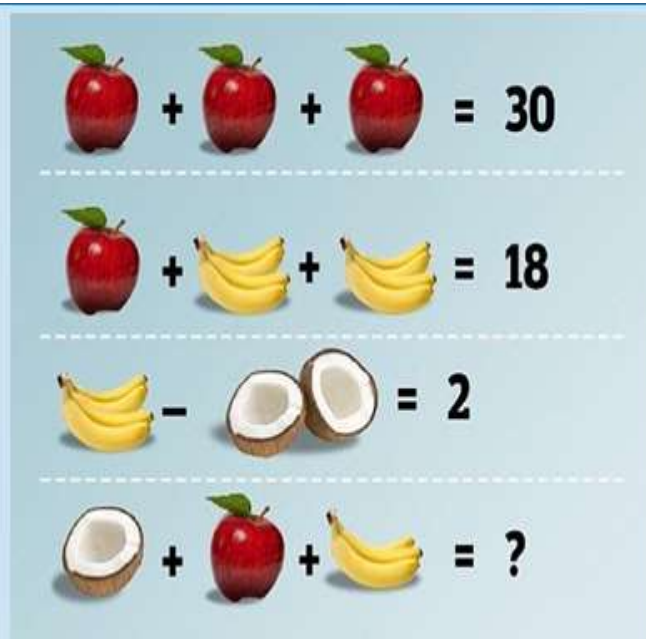 + + = 30
+ + = 18
- = 2
+ + = ?